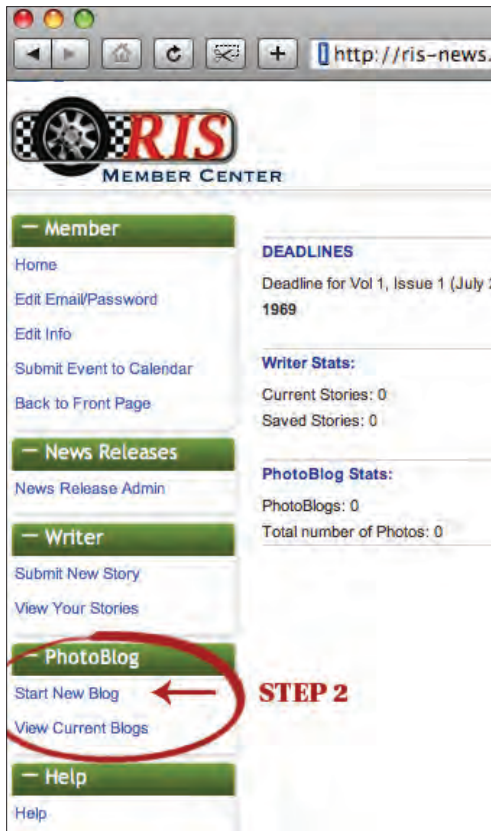 http://ris-news.
RIS
MEMBER CENTER
— Member
Home
Edit Email/Password
Edit Info
Submit Event to Calendar
Back to Front Page
— News Releases
News Release Admin
— Writer
Submit New Story
View Your Stories
— PhotoBlog
Start New Blog
View Current Blogs
— Help
Help
DEADLINES
Deadline for Vol 1, Issue 1 (July
1969
Writer Stats:
Current Stories: 0
Saved Stories: 0
PhotoBlog Stats:
PhotoBlogs: 0
Total number of Photos: 0
STEP 2